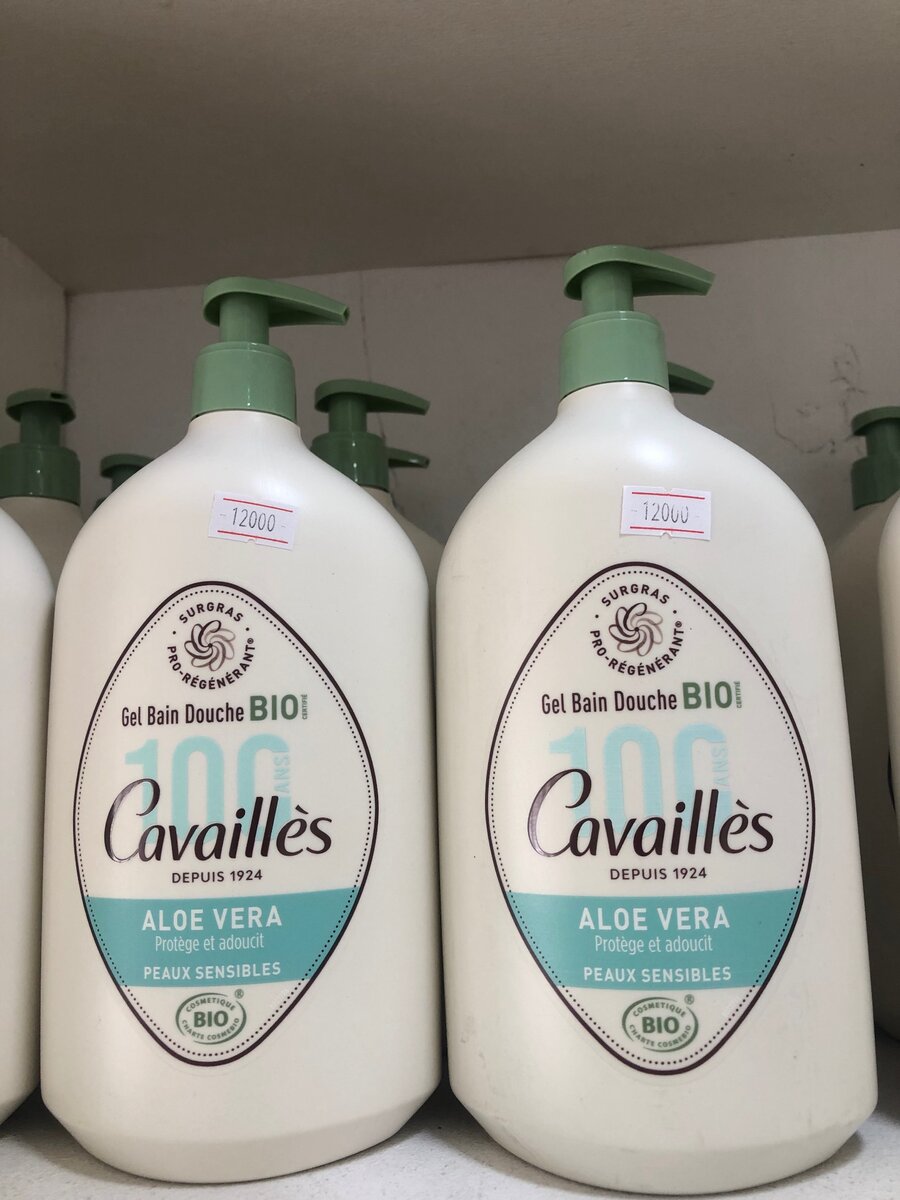 - 12000 -
SURGRAS
PRO-RÉGÉNÉRANT®
Gel Bain Douche BIO CERTIFIÉ
100 ANS
Cavaillès
DEPUIS 1924
ALOE VERA
Protège et adoucit
PEAUX SENSIBLES
COSMETIQUE ®
BIO
CHARTE COSMEBIO
- 12000 -
SURGRAS
PRO-RÉGÉNÉRANT®
Gel Bain Douche BIO CERTIFIÉ
100 ANS
Cavaillès
DEPUIS 1924
ALOE VERA
Protège et adoucit
PEAUX SENSIBLES
COSMETIQUE ®
BIO
CHARTE COSMEBIO